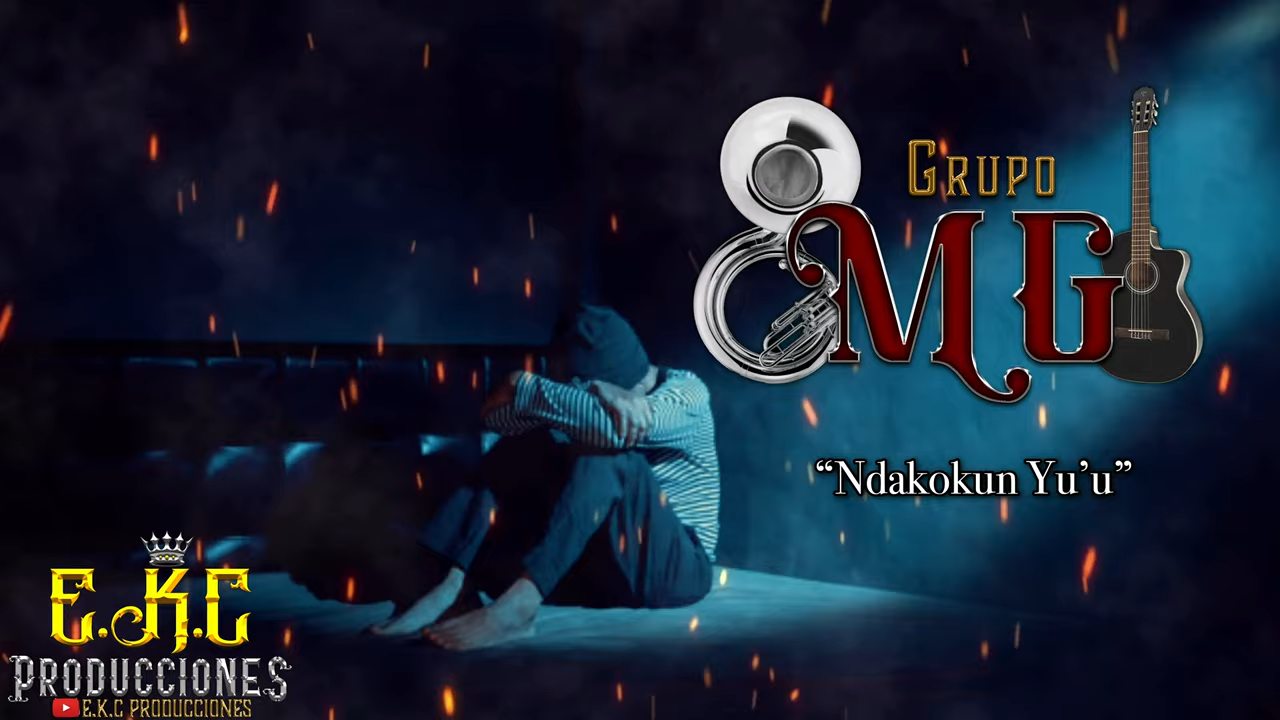 GRUPO
MG
“Ndakokun Yu’u”
E.K.C
PRODUCCIONES
E.K.C PRODUCCIONES